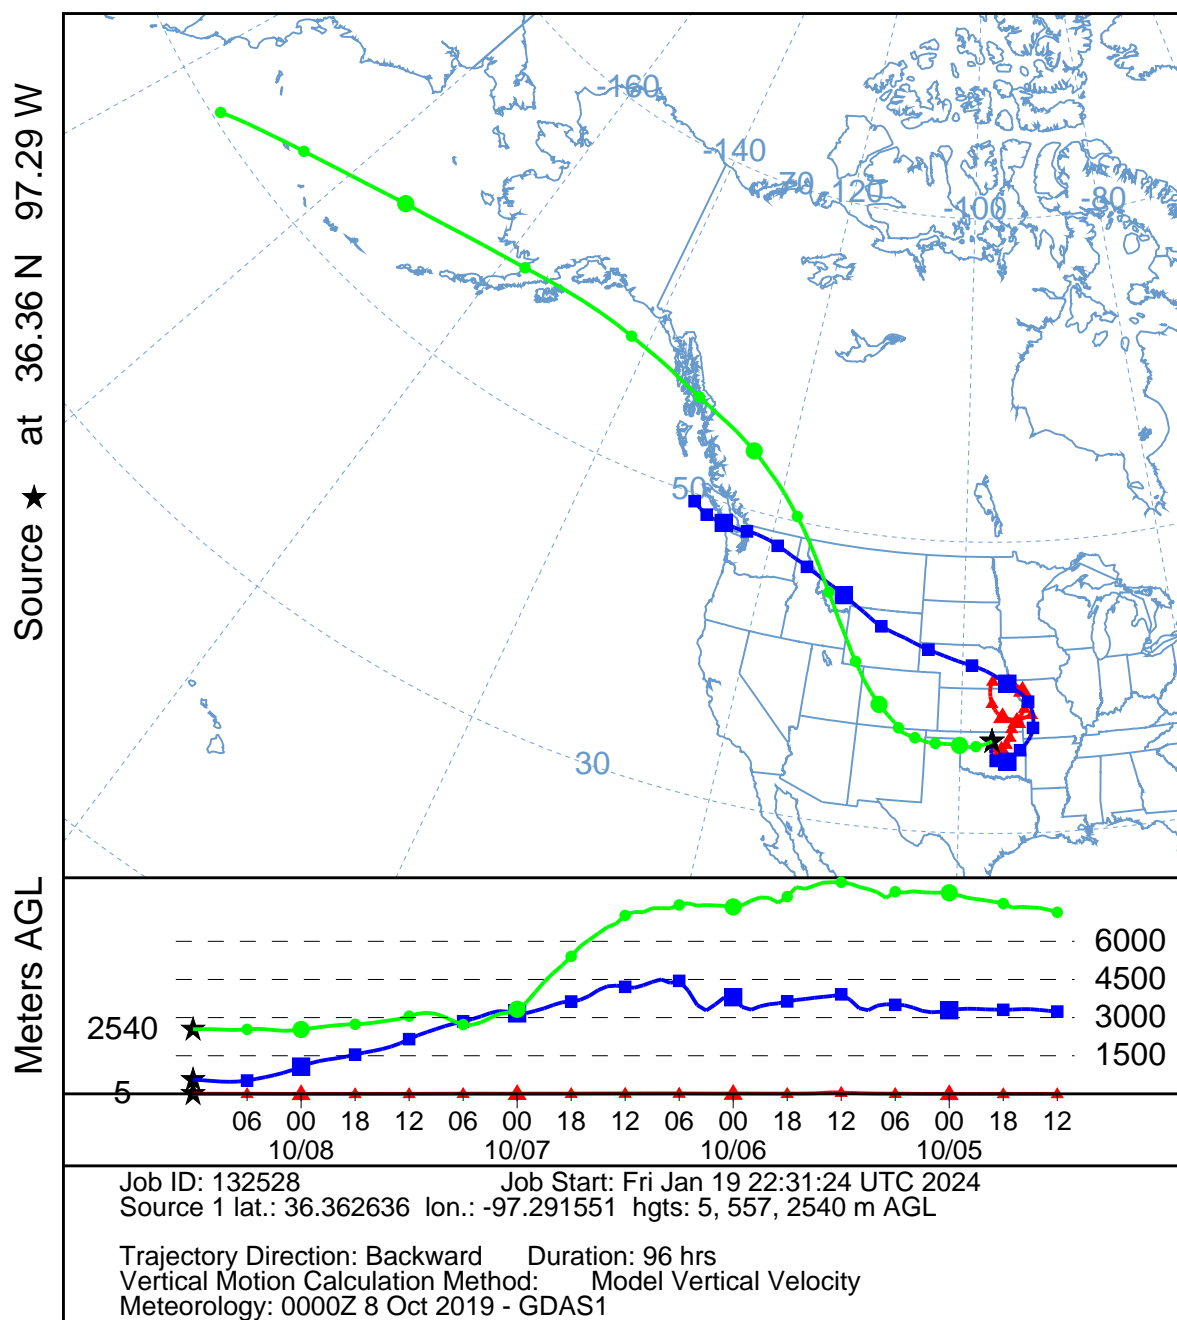 Source ★ at 36.36 N 97.29 W
-160
-140
70
-120
-100
-80
50
30
Meters AGL
2540
5
6000
4500
3000
1500
06 00 18 12 06 00 18 12 06 00 18 12 06 00 18 12
10/08 10/07 10/06 10/05
Job ID: 132528 Job Start: Fri Jan 19 22:31:24 UTC 2024
Source 1 lat.: 36.362636 lon.: -97.291551 hgts: 5, 557, 2540 m AGL
Trajectory Direction: Backward Duration: 96 hrs
Vertical Motion Calculation Method: Model Vertical Velocity
Meteorology: 0000Z 8 Oct 2019 - GDAS1